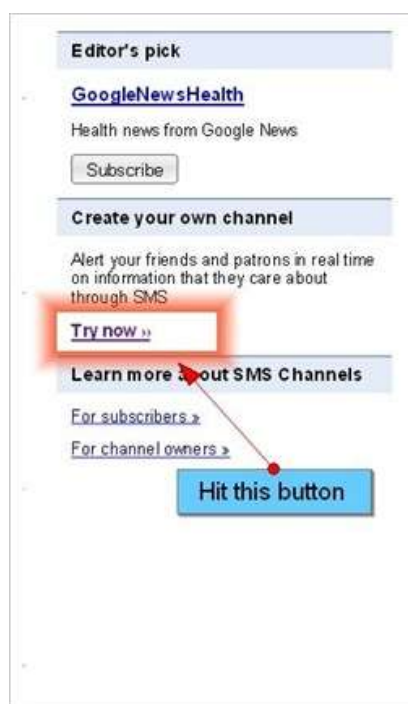 Editor's pick
GoogleNewsHealth
Health news from Google News
Subscribe
Create your own channel
Alert your friends and patrons in real time
on information that they care about
through SMS
Try now »
Learn more about SMS Channels
For subscribers »
For channel owners »
Hit this button